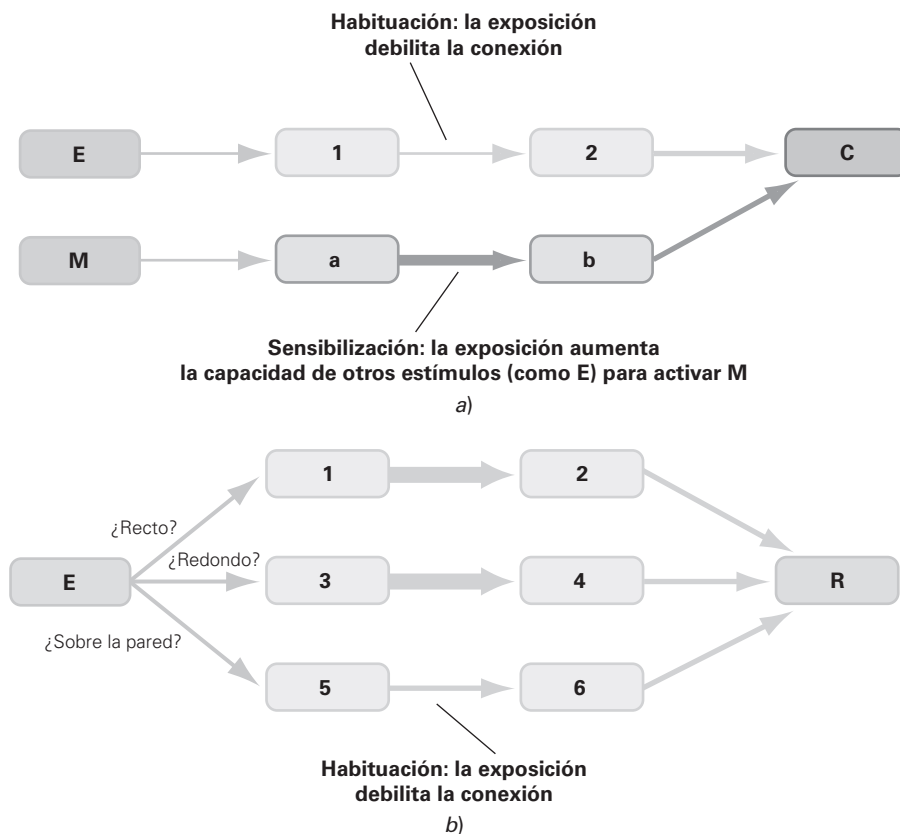 Habituación: la exposición
debilita la conexión
E
1
2
C
M
a
b
Sensibilización: la exposición aumenta
la capacidad de otros estímulos (como E) para activar M
a)
1
2
¿Recto?
¿Redondo?
E
3
4
R
¿Sobre la pared?
5
6
Habituación: la exposición
debilita la conexión
b)